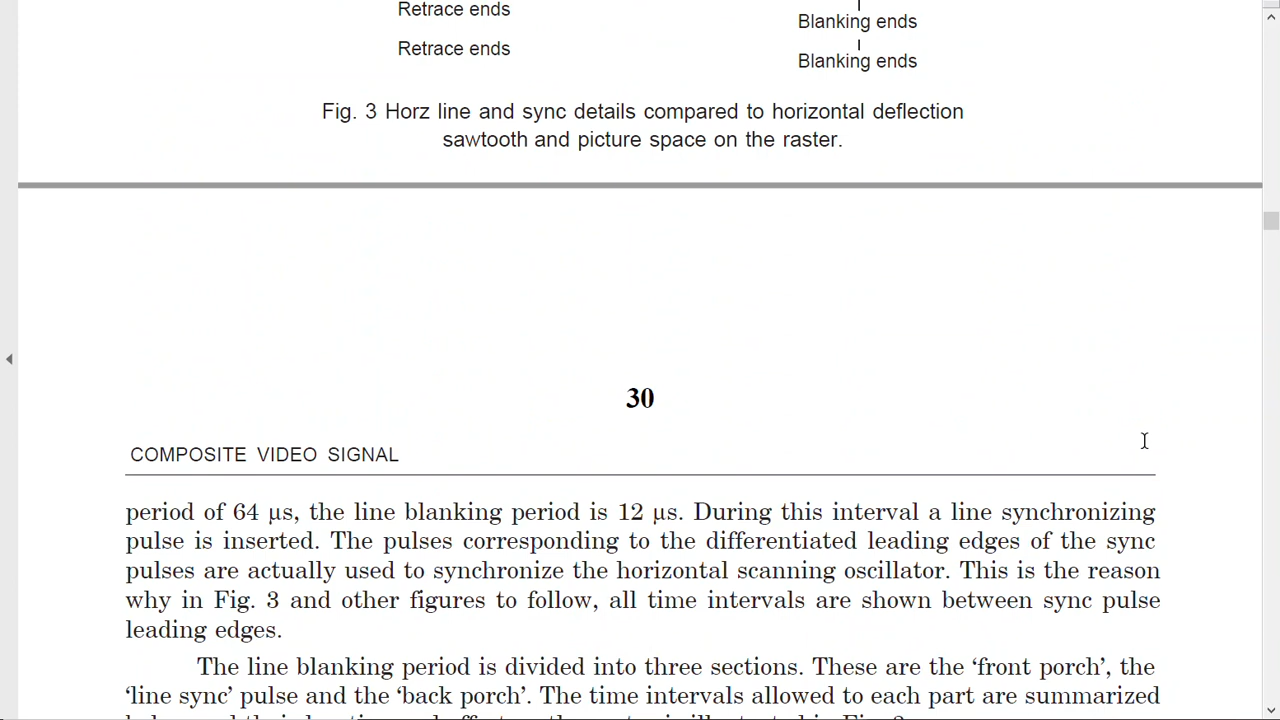 Retrace ends
Blanking ends
Retrace ends
Blanking ends
Fig. 3 Horz line and sync details compared to horizontal deflection
sawtooth and picture space on the raster.
30
COMPOSITE VIDEO SIGNAL
period of 64 μs, the line blanking period is 12 μs. During this interval a line synchronizing
pulse is inserted. The pulses corresponding to the differentiated leading edges of the sync
pulses are actually used to synchronize the horizontal scanning oscillator. This is the reason
why in Fig. 3 and other figures to follow, all time intervals are shown between sync pulse
leading edges.
The line blanking period is divided into three sections. These are the ‘front porch’, the
‘line sync’ pulse and the ‘back porch’. The time intervals allowed to each part are summarized